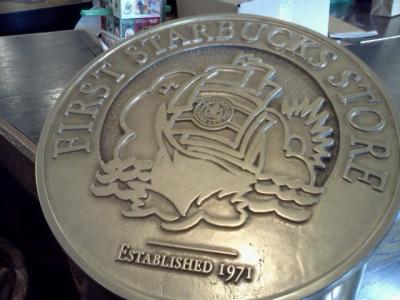 FIRST STARBUCKS STORE
ESTABLISHED 1971